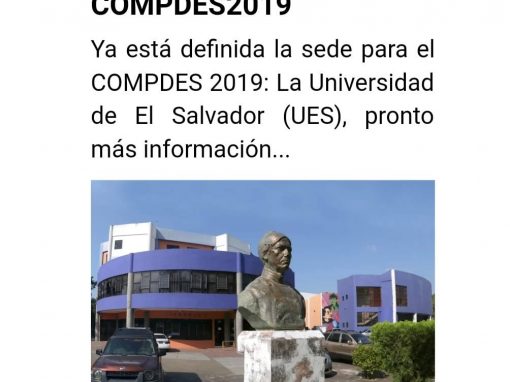 COMPDES2019
Ya está definida la sede para el
COMPDES 2019: La Universidad
de El Salvador (UES), pronto
más información...